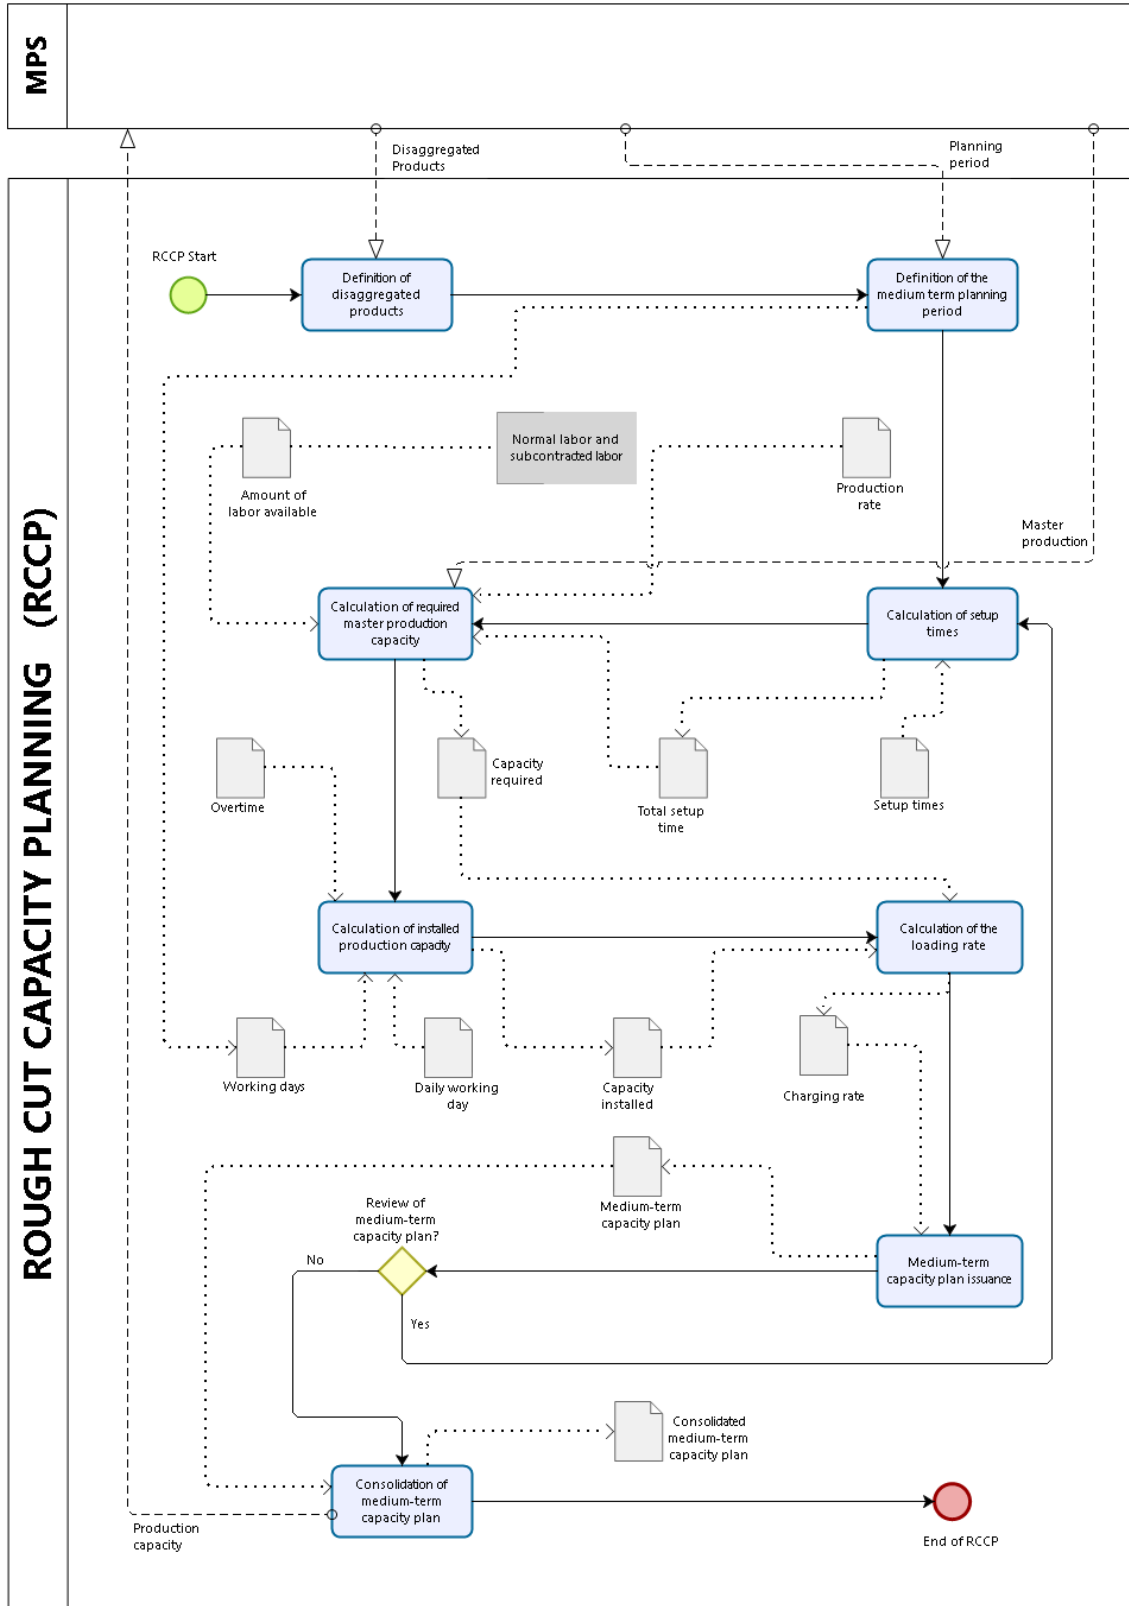 MPS
Disaggregated
Products
Planning
period
ROUGH CUT CAPACITY PLANNING (RCCP)
RCCP Start
Definition of
disaggregated
products
Definition of the
medium term planning
period
Amount of
labor available
Normal labor and
subcontracted labor
Production
rate
Master
production
Calculation of required
master production
capacity
Calculation of setup
times
Overtime
Capacity
required
Total setup
time
Setup times
Calculation of installed
production capacity
Calculation of the
loading rate
Working days
Daily working
day
Capacity
installed
Charging rate
Medium-term
capacity plan
Review of
medium-term
capacity plan?
No
Yes
Medium-term
capacity plan issuance
Consolidated
medium-term
capacity plan
Consolidation of
medium-term
capacity plan
Production
capacity
End of RCCP